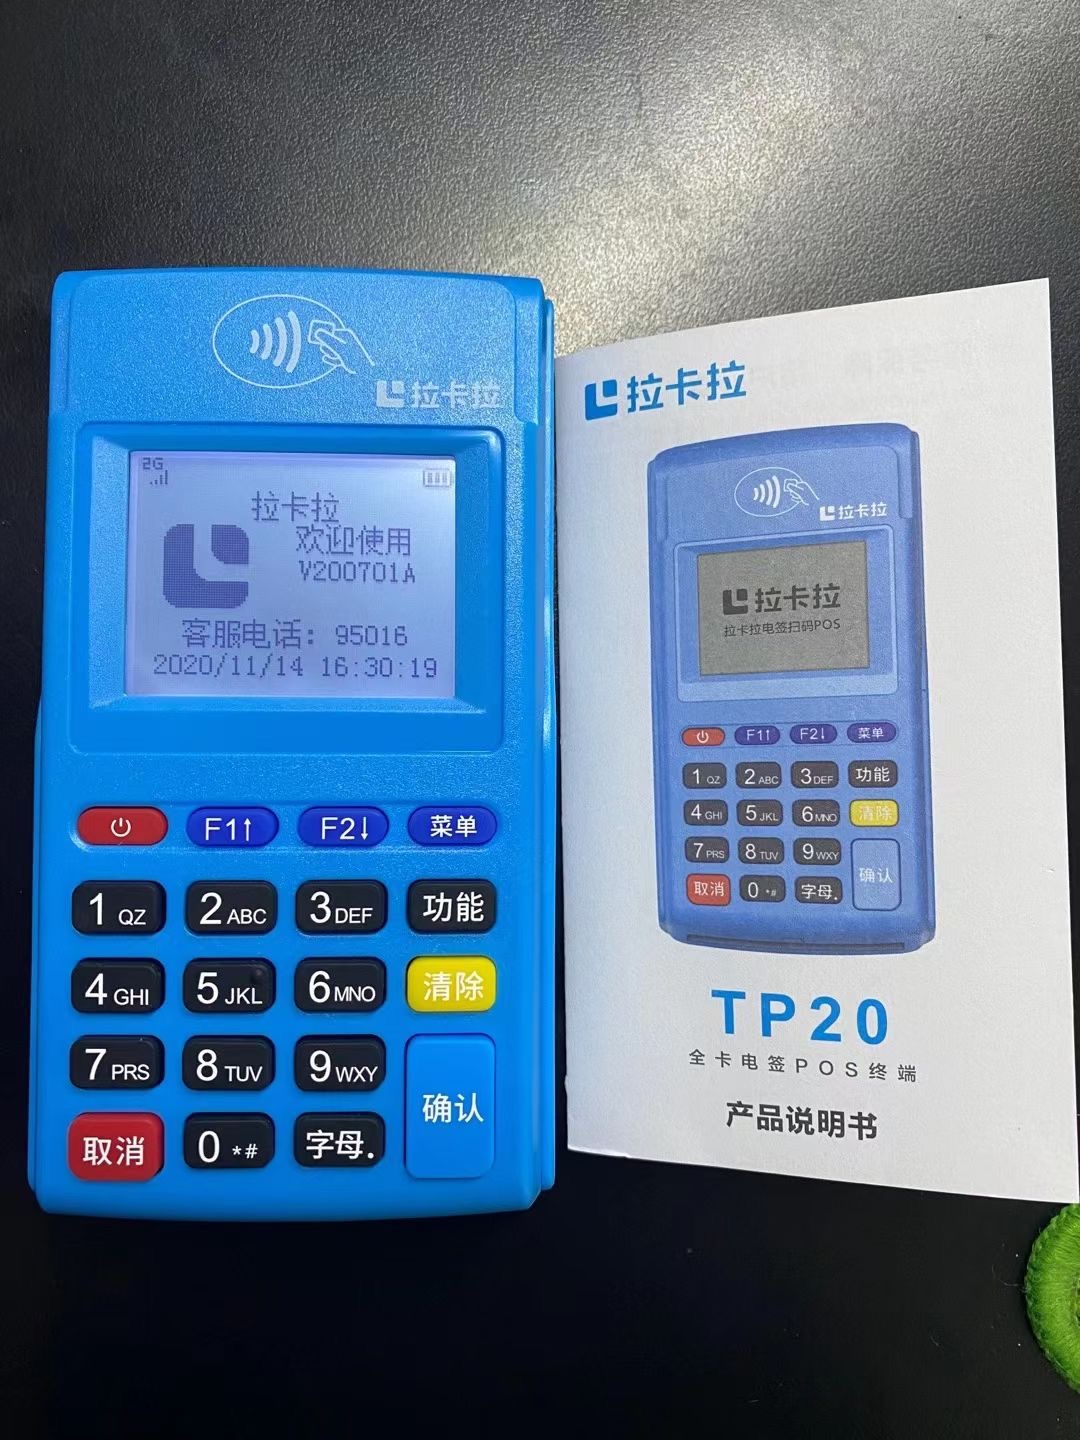 拉卡拉
2G
拉卡拉
欢迎使用
V200701A
客服电话：95016
2020/11/14 16:30:19
F1↑ F2↓ 菜单
1 QZ 2 ABC 3 DEF 功能
4 GHI 5 JKL 6 MNO 清除
7 PRS 8 TUV 9 WXY
确认
取消 0 *# 字母.
拉卡拉
拉卡拉
拉卡拉
拉卡拉电签扫码POS
F1↑ F2↓ 菜单
1 QZ 2 ABC 3 DEF 功能
4 GHI 5 JKL 6 MNO 清除
7 PRS 8 TUV 9 WXY
确认
取消 0 *# 字母.
TP20
全卡电签POS终端
产品说明书